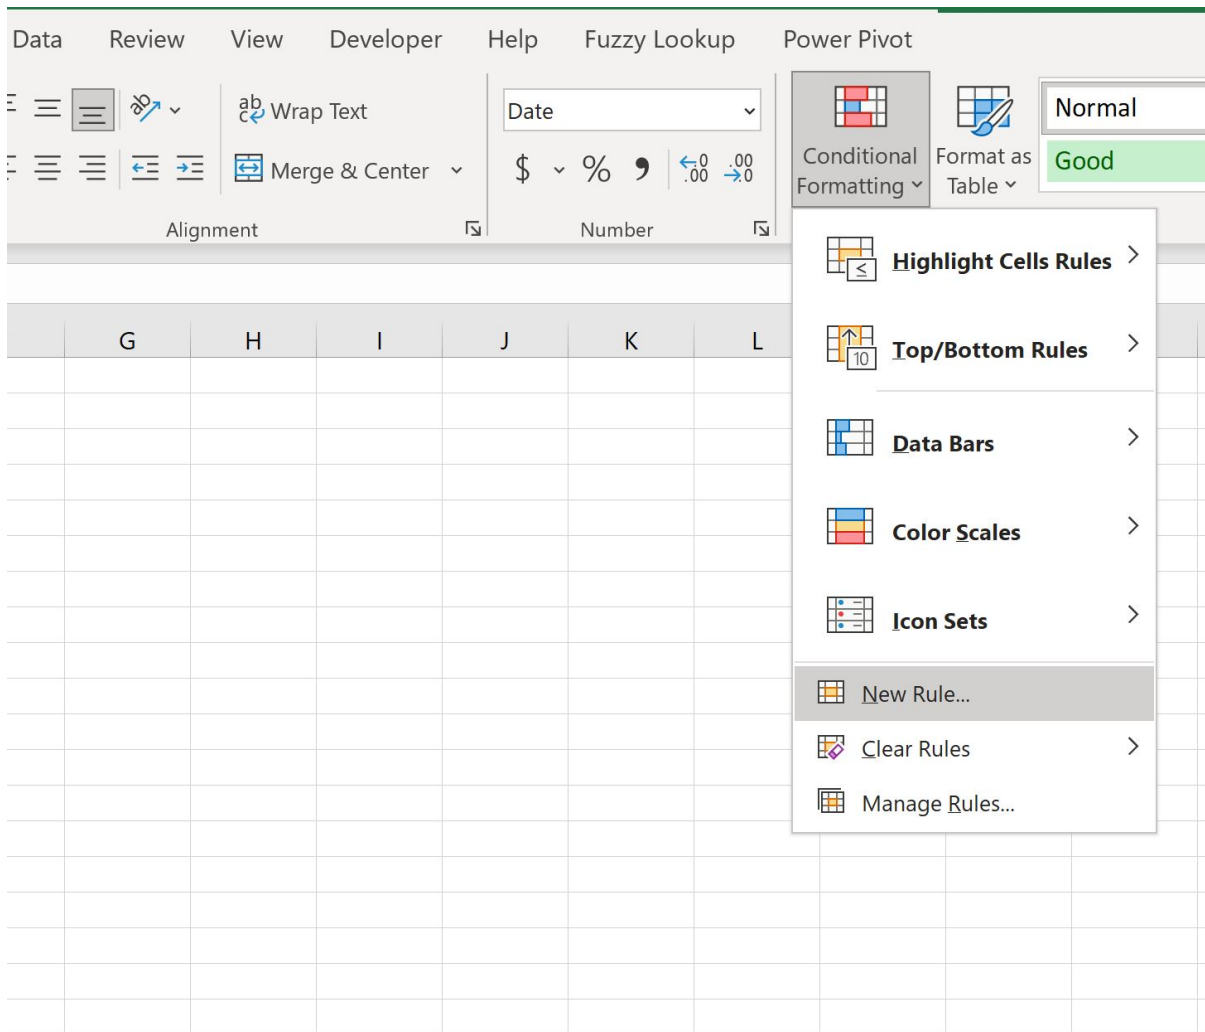 Data Review View Developer Help Fuzzy Lookup Power Pivot
ab Wrap Text Date Normal
Merge & Center $ % , Conditional Formatting Format as Table Good
Alignment Number
Highlight Cells Rules
G H I J K L
10 Top/Bottom Rules
Data Bars
Color Scales
Icon Sets
New Rule...
Clear Rules
Manage Rules...